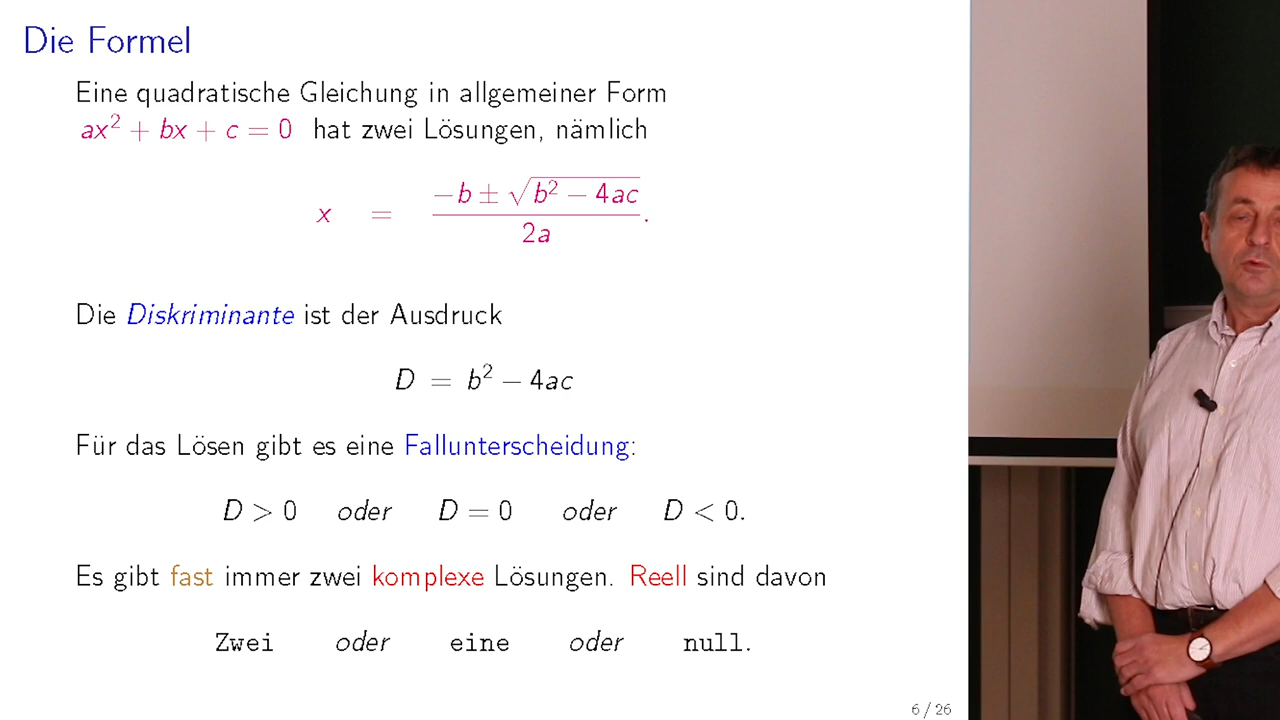 Die Formel
Eine quadratische Gleichung in allgemeiner Form
ax² + bx + c = 0 hat zwei Lösungen, nämlich
x = (−b ± √(b² − 4ac)) / 2a.
Die Diskriminante ist der Ausdruck
D = b² − 4ac
Für das Lösen gibt es eine Fallunterscheidung:
D > 0 oder D = 0 oder D < 0.
Es gibt fast immer zwei komplexe Lösungen. Reell sind davon
Zwei oder eine oder null.
6 / 26